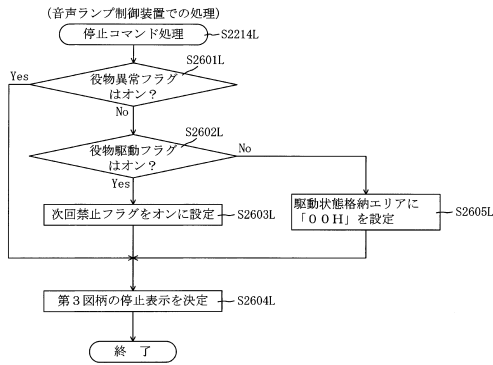 (音声ランプ制御装置での処理)
停止コマンド処理
S2214L
S2601L
Yes
役物異常フラグ
はオン?
No
S2602L
役物駆動フラグ
はオン?
No
Yes
次回禁止フラグをオンに設定
S2603L
駆動状態格納エリアに
「00H」を設定
S2605L
第3図柄の停止表示を決定
S2604L
終 了